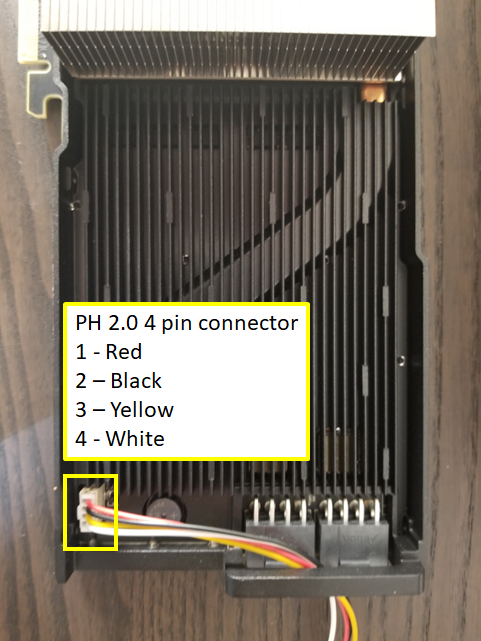 PH 2.0 4 pin connector
1 - Red
2 – Black
3 – Yellow
4 - White